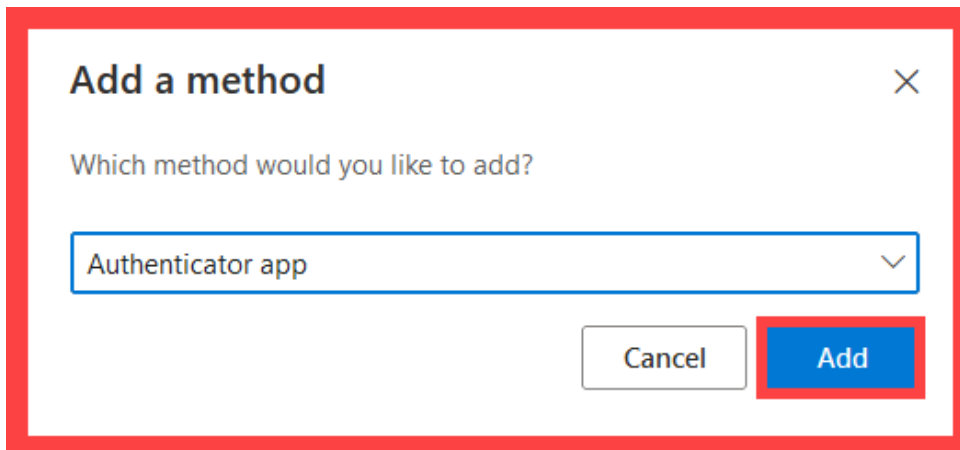 Add a method
Which method would you like to add?
Authenticator app
Cancel
Add